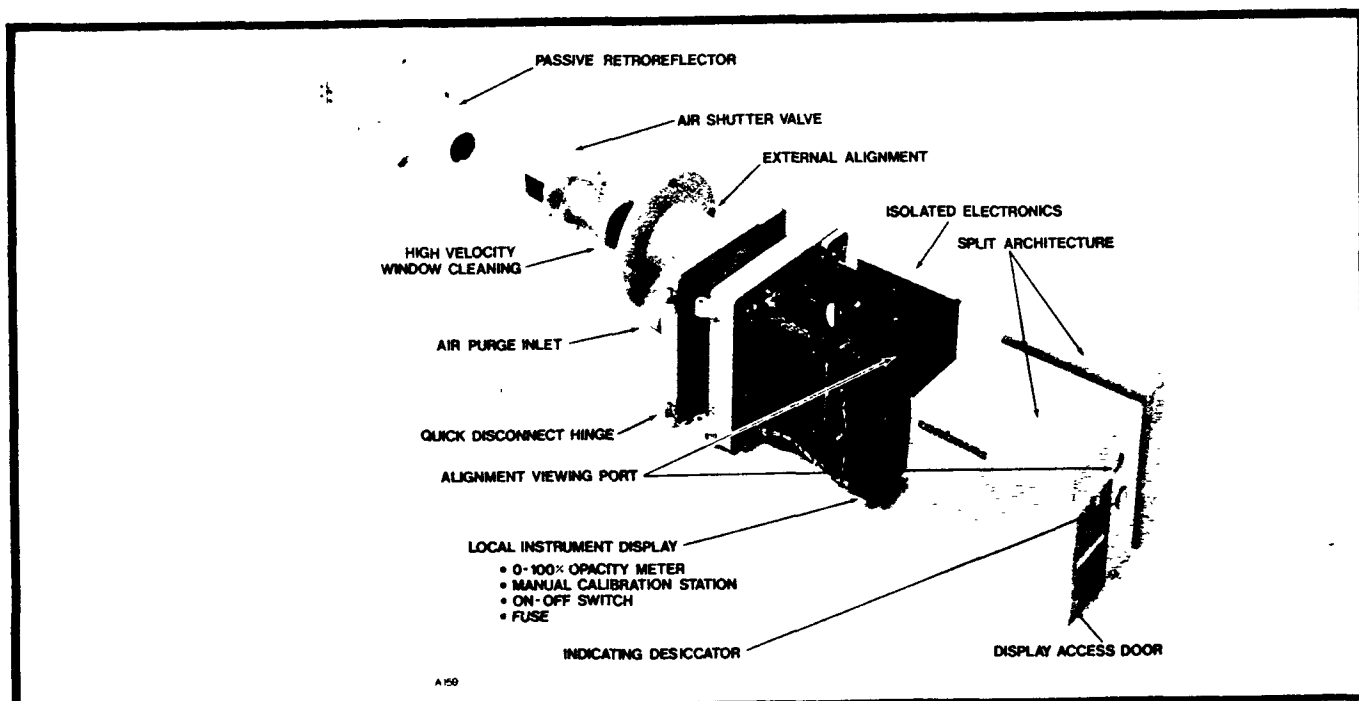 PASSIVE RETROREFLECTOR
AIR SHUTTER VALVE
EXTERNAL ALIGNMENT
ISOLATED ELECTRONICS
SPLIT ARCHITECTURE
HIGH VELOCITY
WINDOW CLEANING
AIR PURGE INLET
QUICK DISCONNECT HINGE
ALIGNMENT VIEWING PORT
LOCAL INSTRUMENT DISPLAY
• 0-100% OPACITY METER
• MANUAL CALIBRATION STATION
• ON-OFF SWITCH
• FUSE
INDICATING DESICCATOR
DISPLAY ACCESS DOOR
A159